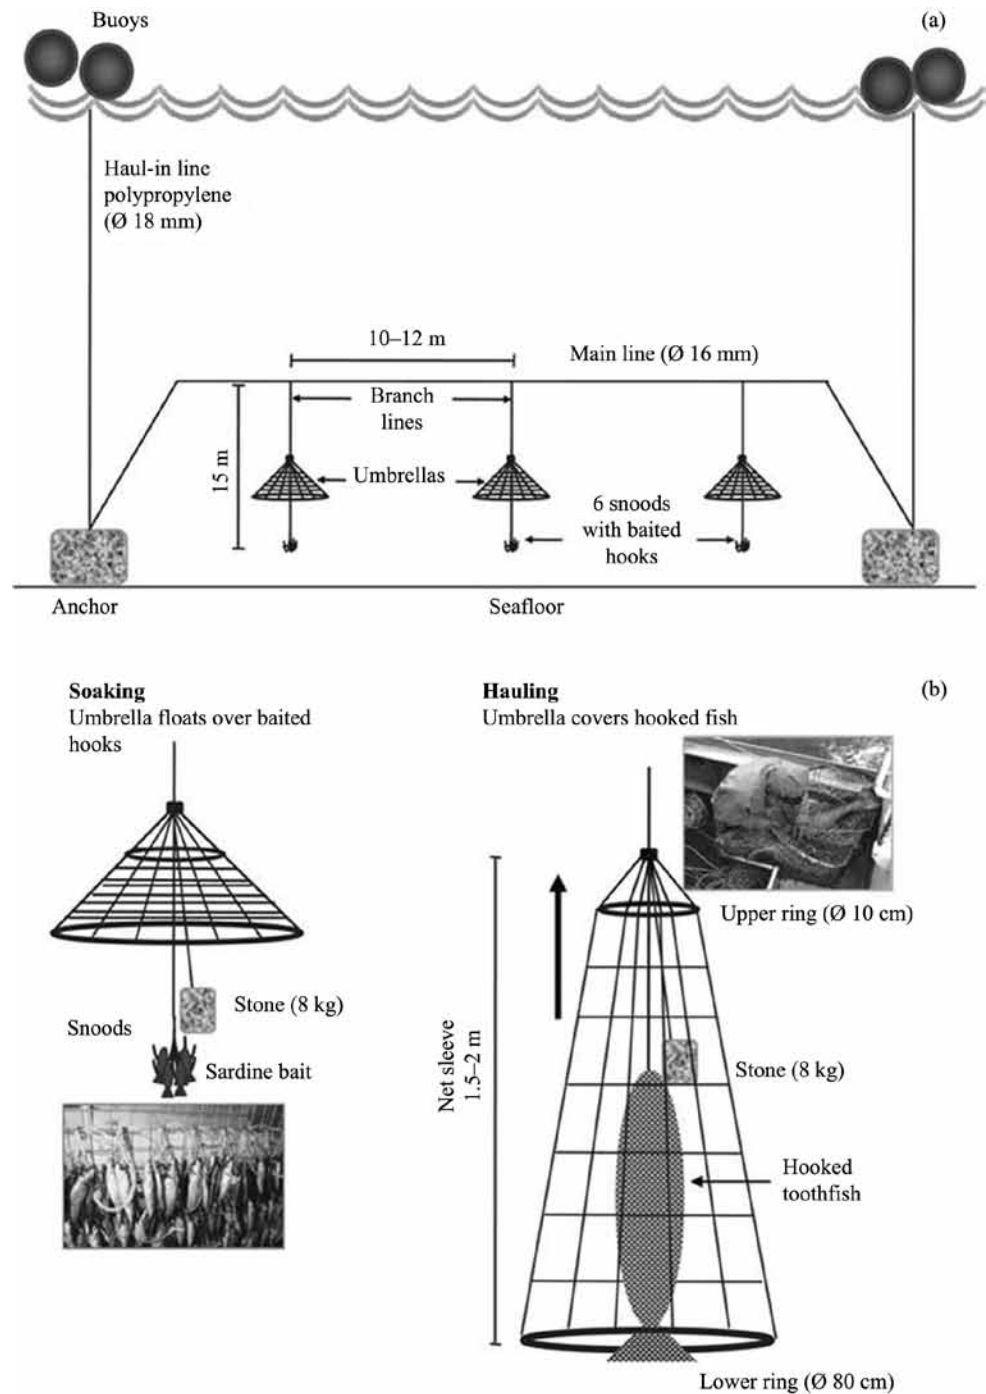 Buoys
(a)
Haul-in line
polypropylene
(Ø 18 mm)
10–12 m
Main line (Ø 16 mm)
Branch
lines
15 m
Umbrellas
6 snoods
with baited
hooks
Anchor
Seafloor
Soaking
Umbrella floats over baited
hooks
Hauling
Umbrella covers hooked fish
(b)
Upper ring (Ø 10 cm)
Stone (8 kg)
Snoods
Sardine bait
Net sleeve
1.5–2 m
Stone (8 kg)
Hooked
toothfish
Lower ring (Ø 80 cm)